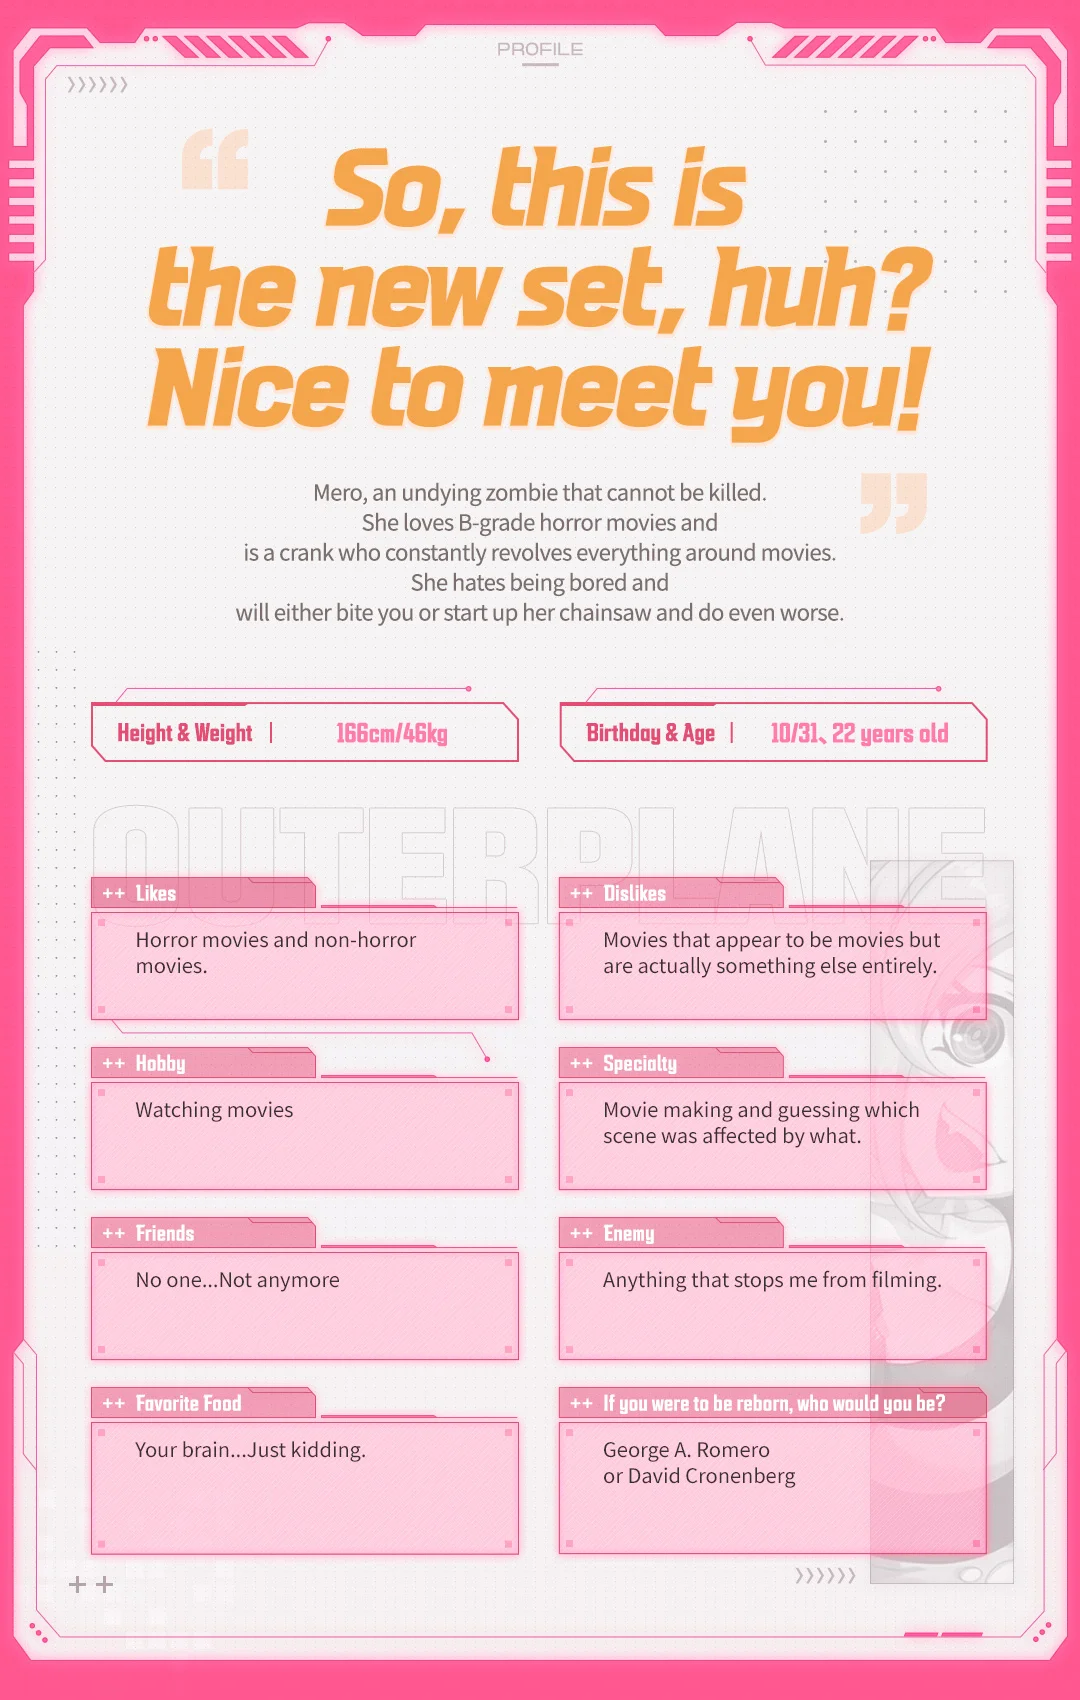 PROFILE
“
So, this is
the new set, huh?
Nice to meet you!
”
Mero, an undying zombie that cannot be killed.
She loves B-grade horror movies and
is a crank who constantly revolves everything around movies.
She hates being bored and
will either bite you or start up her chainsaw and do even worse.
Height & Weight | 166cm/46kg
Birthday & Age | 10/31、22 years old
OUTERPLANE
++ Likes
Horror movies and non-horror
movies.
++ Dislikes
Movies that appear to be movies but
are actually something else entirely.
++ Hobby
Watching movies
++ Specialty
Movie making and guessing which
scene was affected by what.
++ Friends
No one...Not anymore
++ Enemy
Anything that stops me from filming.
++ Favorite Food
Your brain...Just kidding.
++ If you were to be reborn, who would you be?
George A. Romero
or David Cronenberg